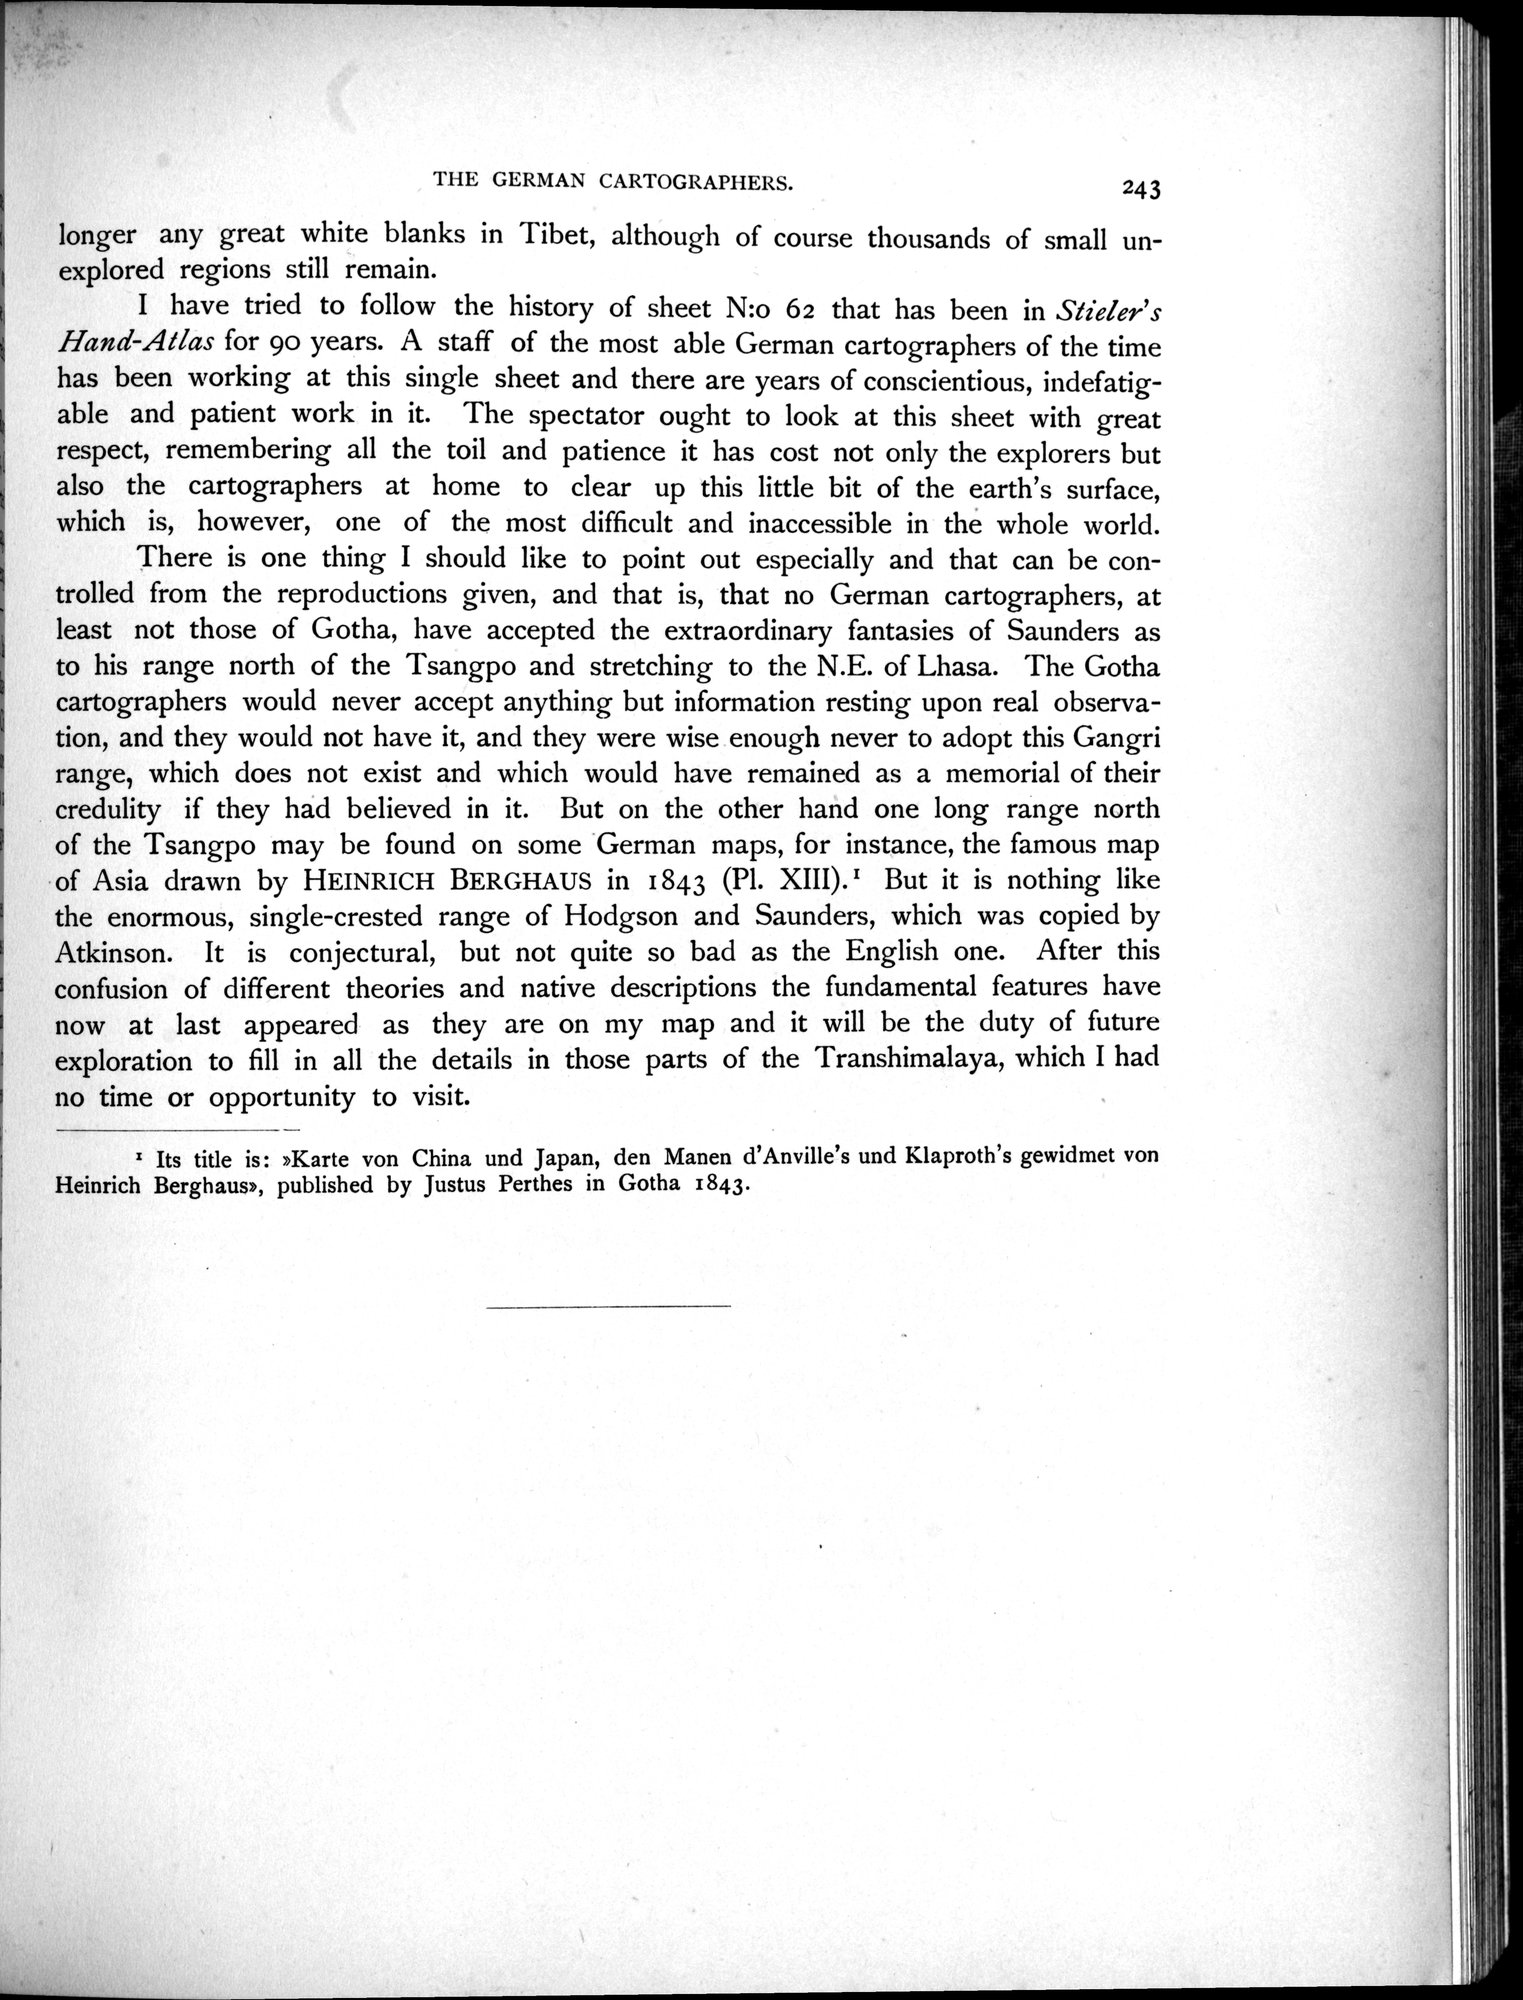 THE GERMAN CARTOGRAPHERS. 243
longer any great white blanks in Tibet, although of course thousands of small un-
explored regions still remain.
I have tried to follow the history of sheet N:o 62 that has been in Stieler's
Hand-Atlas for 90 years. A staff of the most able German cartographers of the time
has been working at this single sheet and there are years of conscientious, indefatig-
able and patient work in it. The spectator ought to look at this sheet with great
respect, remembering all the toil and patience it has cost not only the explorers but
also the cartographers at home to clear up this little bit of the earth's surface,
which is, however, one of the most difficult and inaccessible in the whole world.
There is one thing I should like to point out especially and that can be con-
trolled from the reproductions given, and that is, that no German cartographers, at
least not those of Gotha, have accepted the extraordinary fantasies of Saunders as
to his range north of the Tsangpo and stretching to the N.E. of Lhasa. The Gotha
cartographers would never accept anything but information resting upon real observa-
tion, and they would not have it, and they were wise enough never to adopt this Gangri
range, which does not exist and which would have remained as a memorial of their
credulity if they had believed in it. But on the other hand one long range north
of the Tsangpo may be found on some German maps, for instance, the famous map
of Asia drawn by HEINRICH BERGHAUS in 1843 (Pl. XIII).¹ But it is nothing like
the enormous, single-crested range of Hodgson and Saunders, which was copied by
Atkinson. It is conjectural, but not quite so bad as the English one. After this
confusion of different theories and native descriptions the fundamental features have
now at last appeared as they are on my map and it will be the duty of future
exploration to fill in all the details in those parts of the Transhimalaya, which I had
no time or opportunity to visit.
¹ Its title is: »Karte von China und Japan, den Manen d'Anville's und Klaproth's gewidmet von
Heinrich Berghaus», published by Justus Perthes in Gotha 1843.